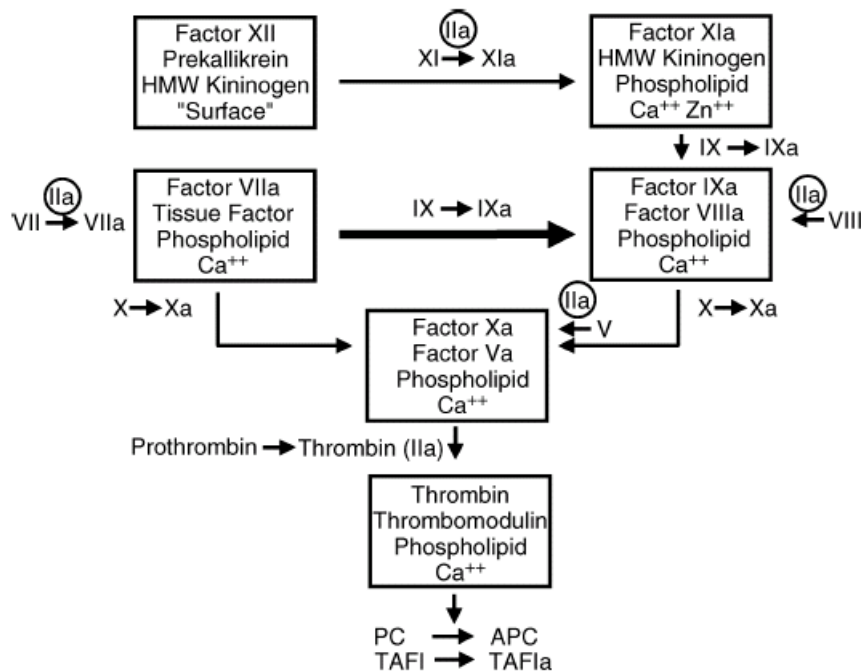 Factor XII
Prekallikrein
HMW Kininogen
"Surface"
IIa
XI → XIa
Factor XIa
HMW Kininogen
Phospholipid
Ca⁺⁺ Zn⁺⁺
IX → IXa
IIa
VII → VIIa
Factor VIIa
Tissue Factor
Phospholipid
Ca⁺⁺
IX → IXa
Factor IXa
Factor VIIIa
Phospholipid
Ca⁺⁺
IIa
VIII
X → Xa
Factor Xa
Factor Va
Phospholipid
Ca⁺⁺
IIa
V
X → Xa
Prothrombin → Thrombin (IIa)
Thrombin
Thrombomodulin
Phospholipid
Ca⁺⁺
PC → APC
TAFI → TAFIa